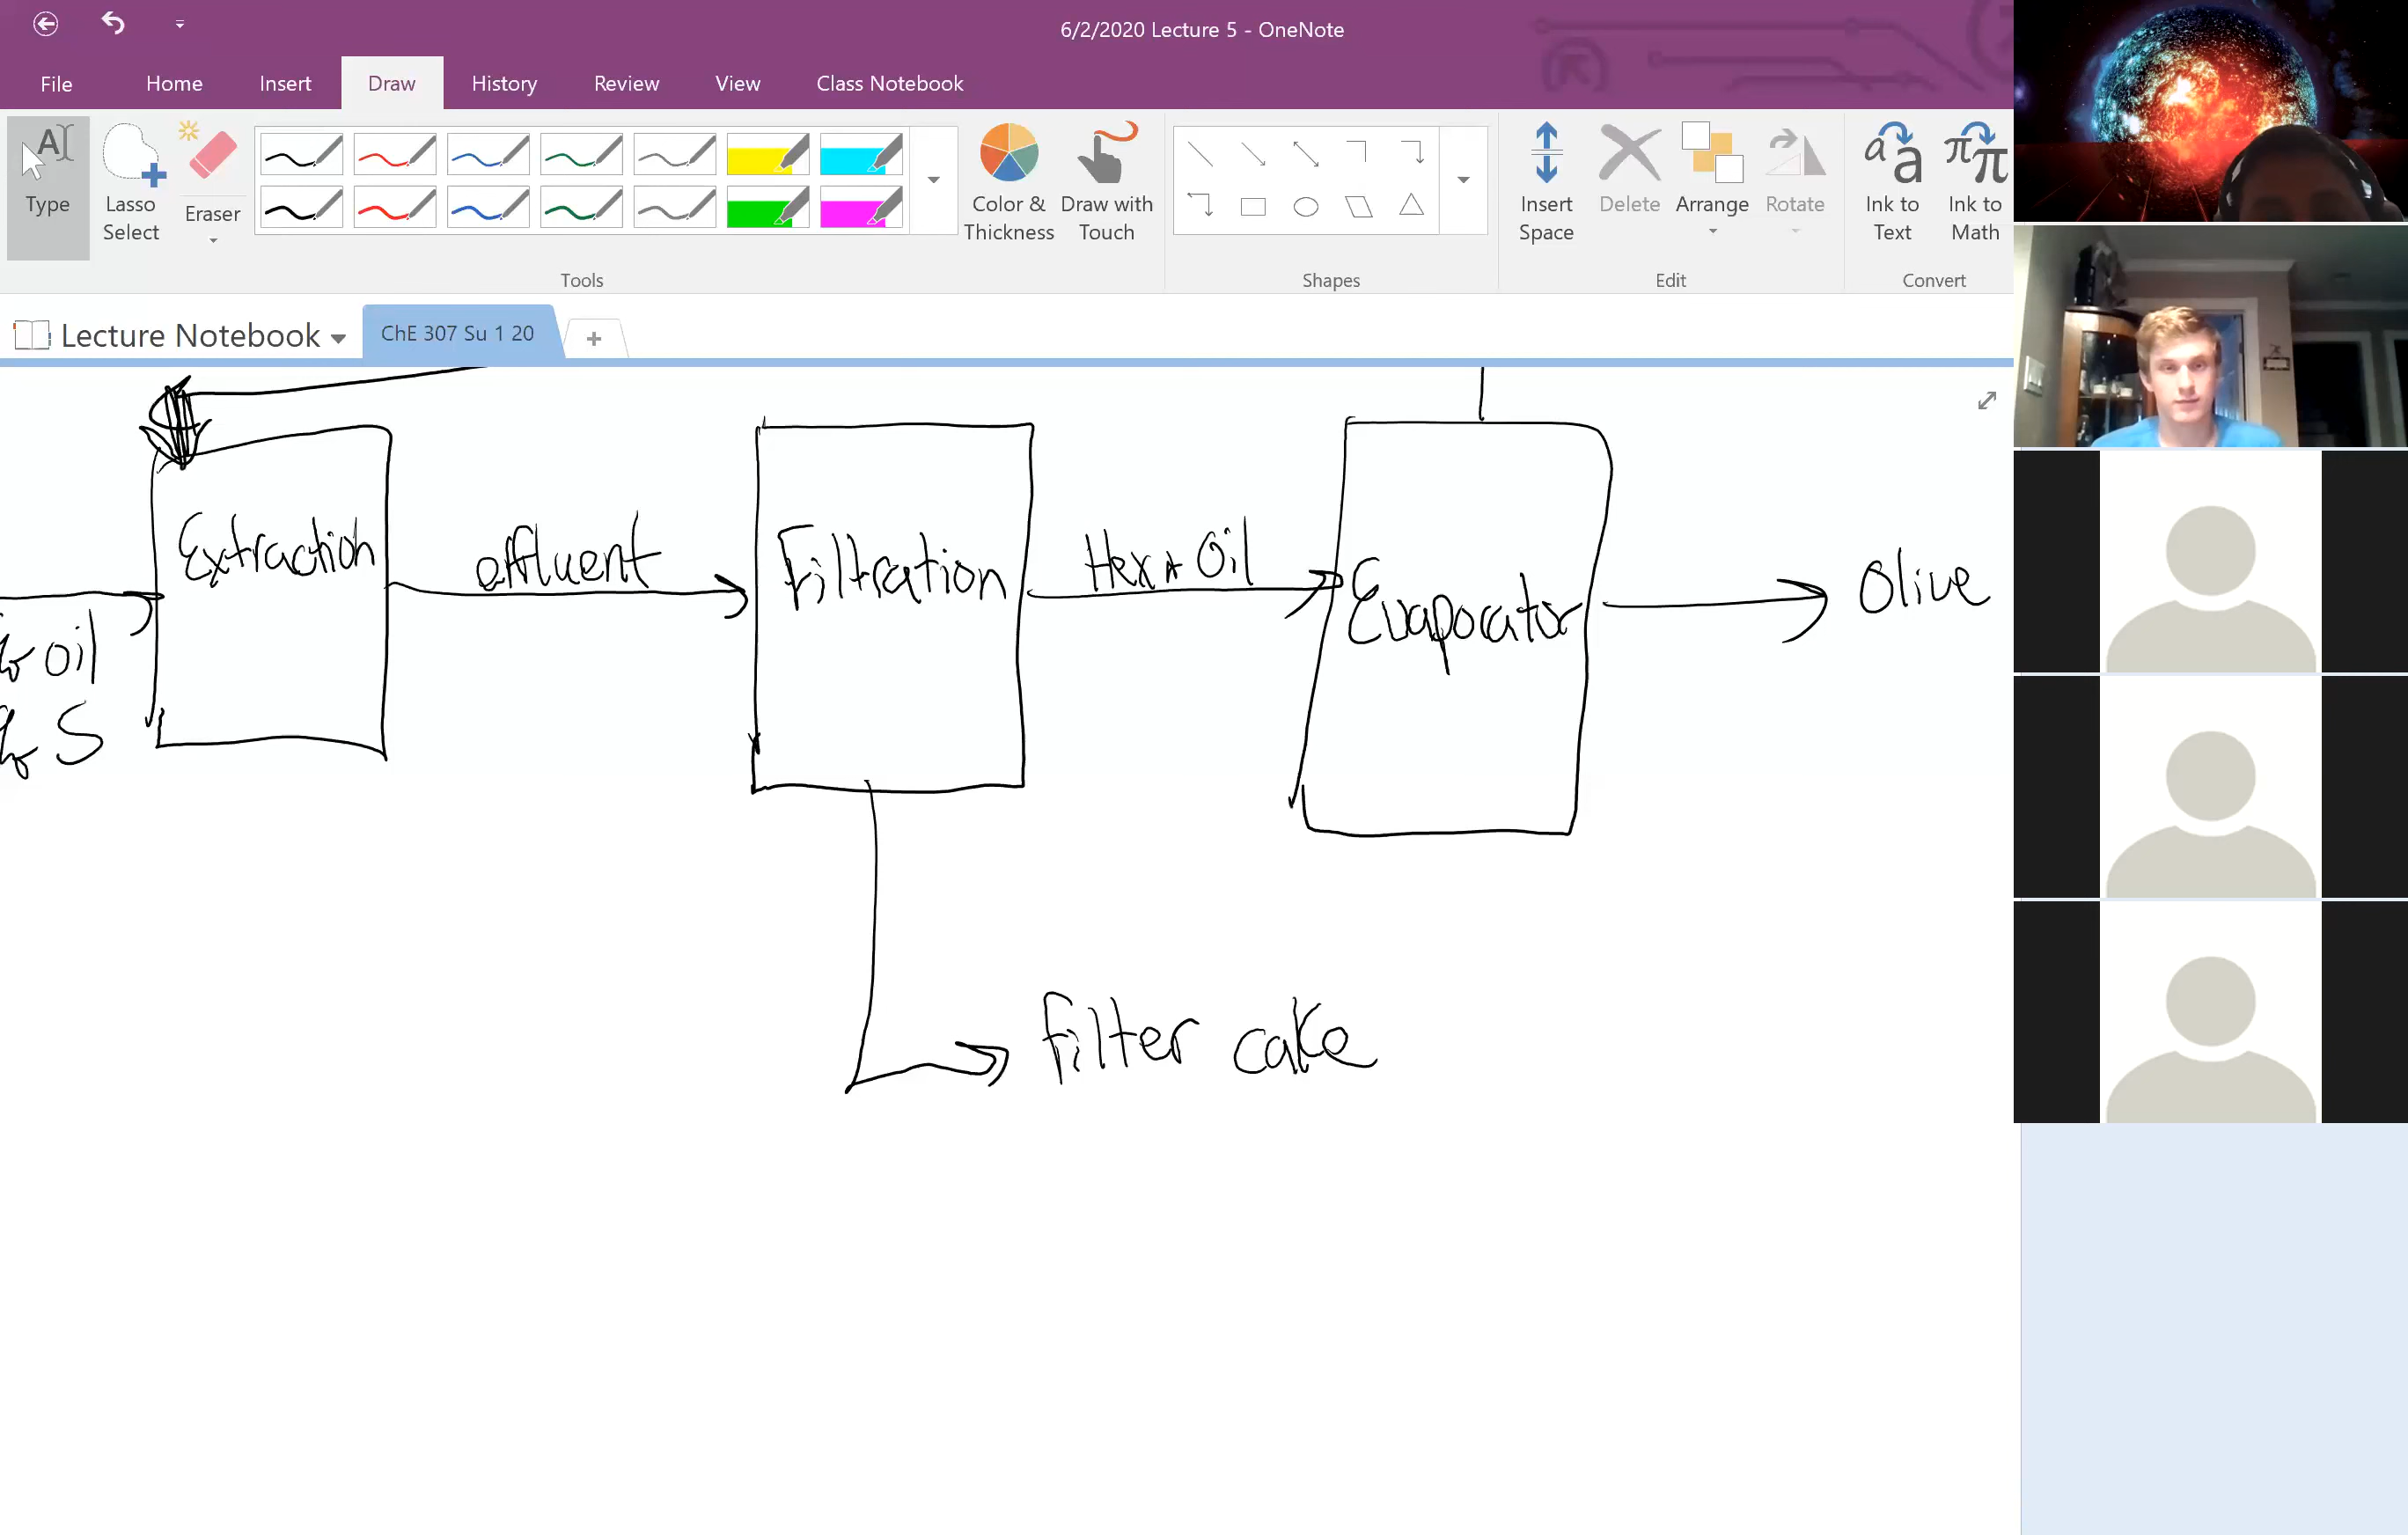 6/2/2020 Lecture 5 - OneNote
File Home Insert Draw History Review View Class Notebook
Type
Lasso Select
Eraser
Color & Thickness
Draw with Touch
Insert Space
Delete
Arrange
Rotate
Ink to Text
Ink to Math
Tools
Shapes
Edit
Convert
Lecture Notebook
ChE 307 Su 1 20
Extraction
effluent
Filtration
Hex + Oil
Evaporator
Olive
oil
S
filter cake